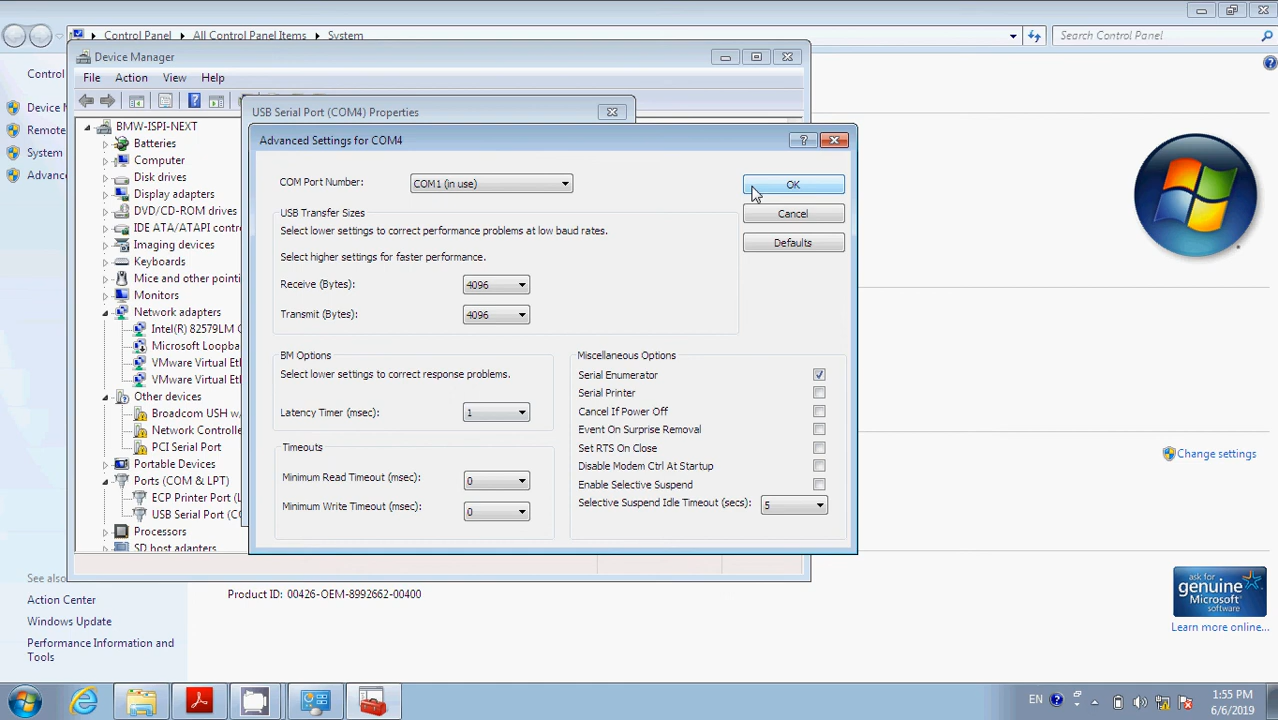 Control Panel
All Control Panel Items
System
Search Control Panel
Control
Device M
Remote
System
Advanc
Device Manager
File
Action
View
Help
BMW-ISPI-NEXT
Batteries
Computer
Disk drives
Display adapters
DVD/CD-ROM drives
IDE ATA/ATAPI contr
Imaging devices
Keyboards
Mice and other pointi
Monitors
Network adapters
Intel(R) 82579LM
Microsoft Loopba
VMware Virtual Et
VMware Virtual Et
Other devices
Broadcom USH w
Network Controlle
PCI Serial Port
Portable Devices
Ports (COM & LPT)
ECP Printer Port (
USB Serial Port (C
Processors
SD host adapters
USB Serial Port (COM4) Properties
Advanced Settings for COM4
COM Port Number:
COM1 (in use)
OK
Cancel
Defaults
USB Transfer Sizes
Select lower settings to correct performance problems at low baud rates.
Select higher settings for faster performance.
Receive (Bytes):
4096
Transmit (Bytes):
4096
BM Options
Select lower settings to correct response problems.
Latency Timer (msec):
1
Timeouts
Minimum Read Timeout (msec):
0
Minimum Write Timeout (msec):
0
Miscellaneous Options
Serial Enumerator
Serial Printer
Cancel If Power Off
Event On Surprise Removal
Set RTS On Close
Disable Modem Ctrl At Startup
Enable Selective Suspend
Selective Suspend Idle Timeout (secs):
5
Change settings
See also
Action Center
Windows Update
Performance Information and
Tools
Product ID: 00426-OEM-8992662-00400
ask for
genuine
Microsoft
software
Learn more online...
EN
1:55 PM
6/6/2019